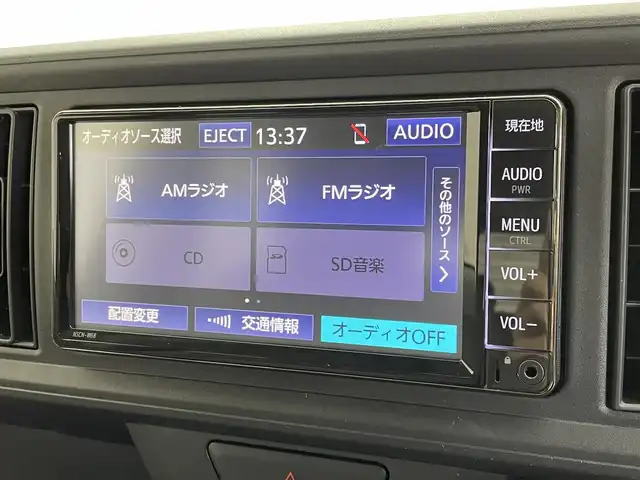 オーディオソース選択 EJECT 13:37 AUDIO
AMラジオ FMラジオ
その他のソース
CD SD音楽
配置変更 交通情報 オーディオOFF
現在地
AUDIO
PWR
MENU
CTRL
VOL+
VOL−